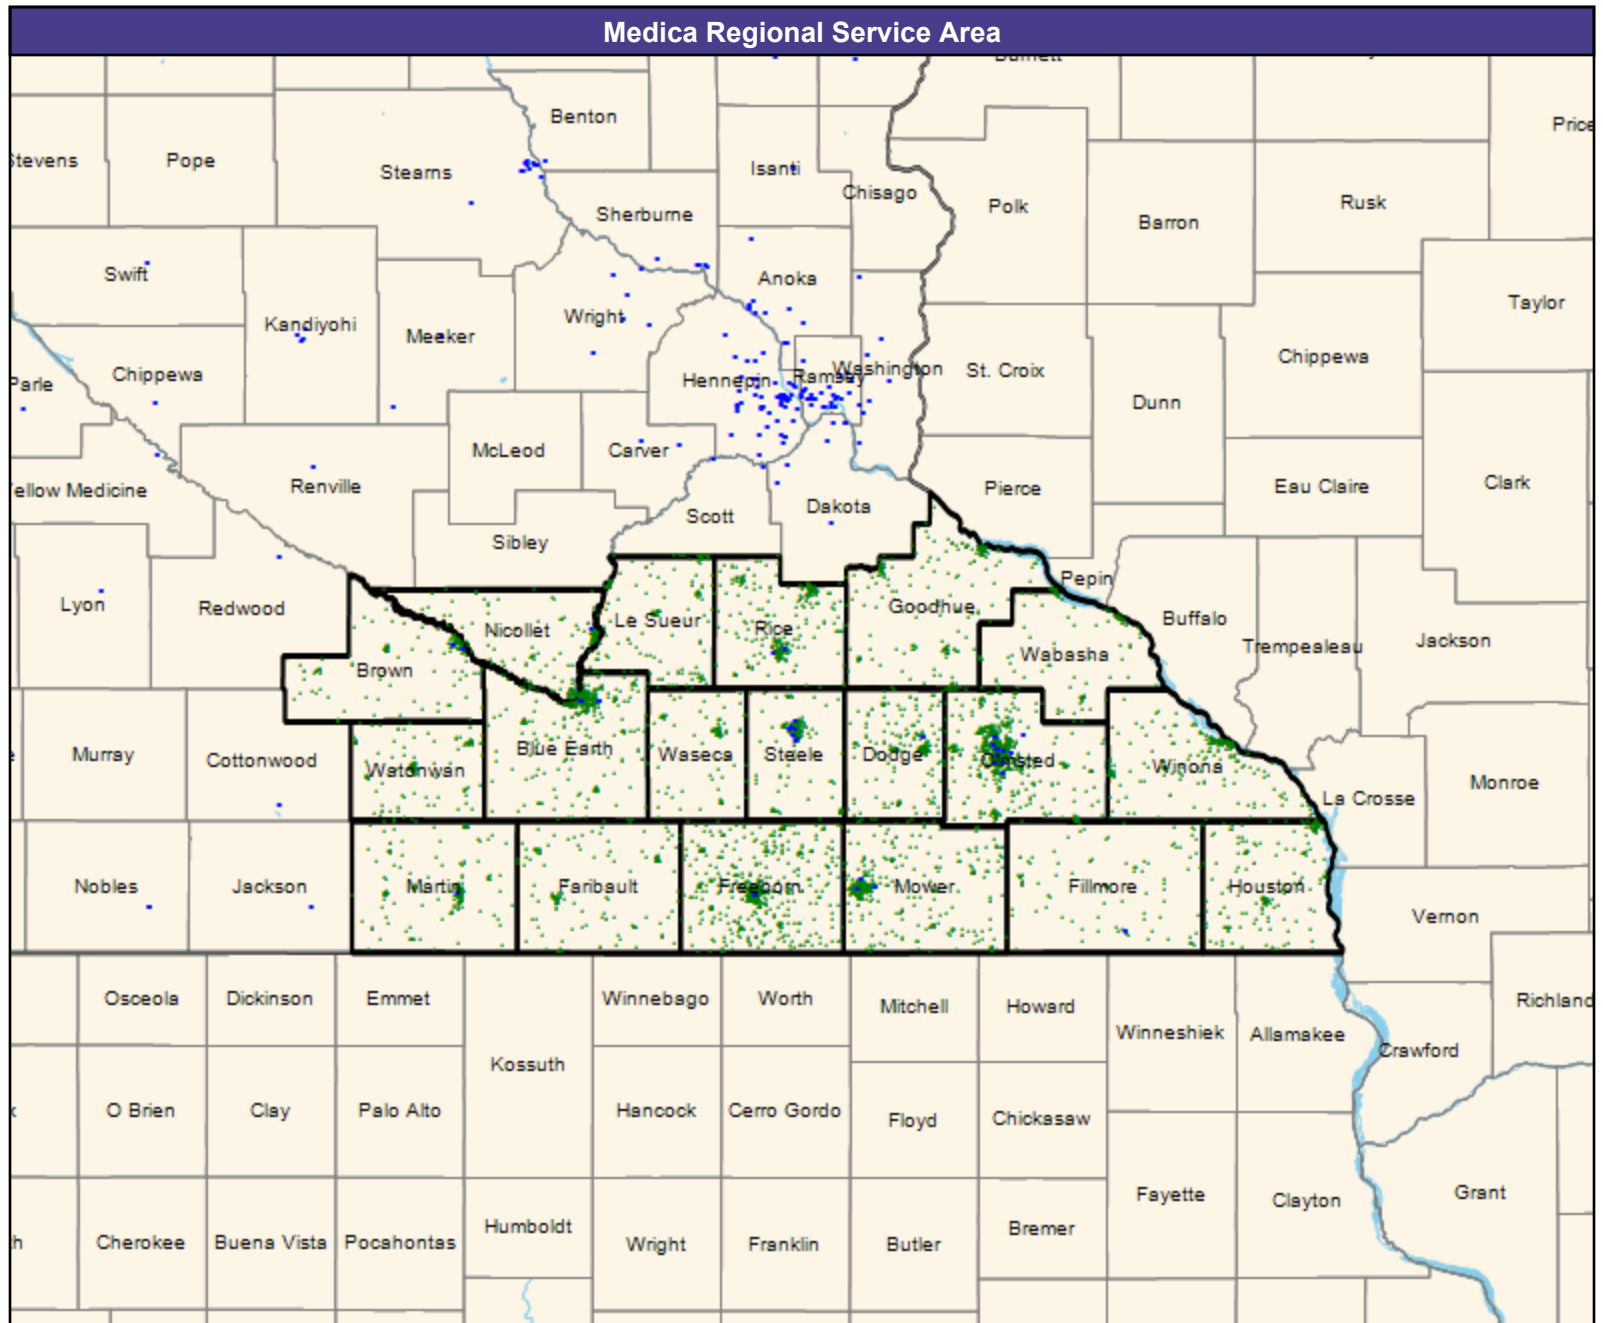 Medica Regional Service Area
Benton
Price
Stevens
Pope
Stearns
Isanti
Chisago
Polk
Rusk
Sherburne
Barron
Swift
Anoka
Taylor
Wright
Kandiyohi
Meeker
Chippewa
Chippewa
Parle
Hennepin
Ramsey
Washington
St. Croix
Dunn
McLeod
Carver
Renville
ellow Medicine
Pierce
Eau Claire
Clark
Scott
Dakota
Sibley
Pepin
Lyon
Redwood
Nicollet
Le Sueur
Rice
Goodhue
Buffalo
Trempealeau
Jackson
Brown
Wabasha
Murray
Cottonwood
Watonwan
Blue Earth
Waseca
Steele
Dodge
Olmsted
Winona
La Crosse
Monroe
Nobles
Jackson
Martin
Faribault
Freeborn
Mower
Fillmore
Houston
Vernon
Osceola
Dickinson
Emmet
Winnebago
Worth
Mitchell
Howard
Richland
Winneshiek
Allamakee
Crawford
Kossuth
O Brien
Clay
Palo Alto
Hancock
Cerro Gordo
Floyd
Chickasaw
Fayette
Clayton
Grant
Humboldt
Bremer
h
Cherokee
Buena Vista
Pocahontas
Wright
Franklin
Butler